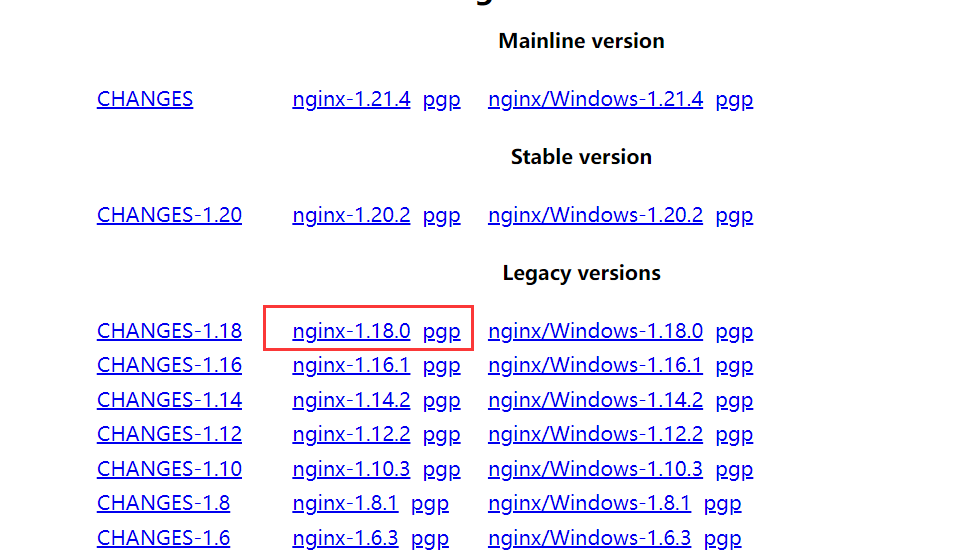 Mainline version
CHANGES nginx-1.21.4 pgp nginx/Windows-1.21.4 pgp
Stable version
CHANGES-1.20 nginx-1.20.2 pgp nginx/Windows-1.20.2 pgp
Legacy versions
CHANGES-1.18 nginx-1.18.0 pgp nginx/Windows-1.18.0 pgp
CHANGES-1.16 nginx-1.16.1 pgp nginx/Windows-1.16.1 pgp
CHANGES-1.14 nginx-1.14.2 pgp nginx/Windows-1.14.2 pgp
CHANGES-1.12 nginx-1.12.2 pgp nginx/Windows-1.12.2 pgp
CHANGES-1.10 nginx-1.10.3 pgp nginx/Windows-1.10.3 pgp
CHANGES-1.8 nginx-1.8.1 pgp nginx/Windows-1.8.1 pgp
CHANGES-1.6 nginx-1.6.3 pgp nginx/Windows-1.6.3 pgp